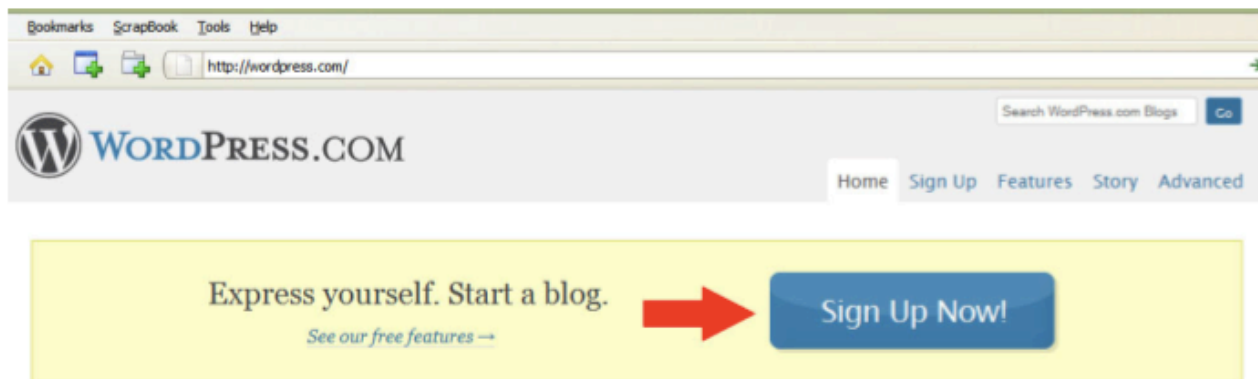 Bookmarks ScrapBook Tools Help
http://wordpress.com/
Search WordPress.com Blogs Go
WORDPRESS.COM
Home Sign Up Features Story Advanced
Express yourself. Start a blog.
Sign Up Now!
See our free features →